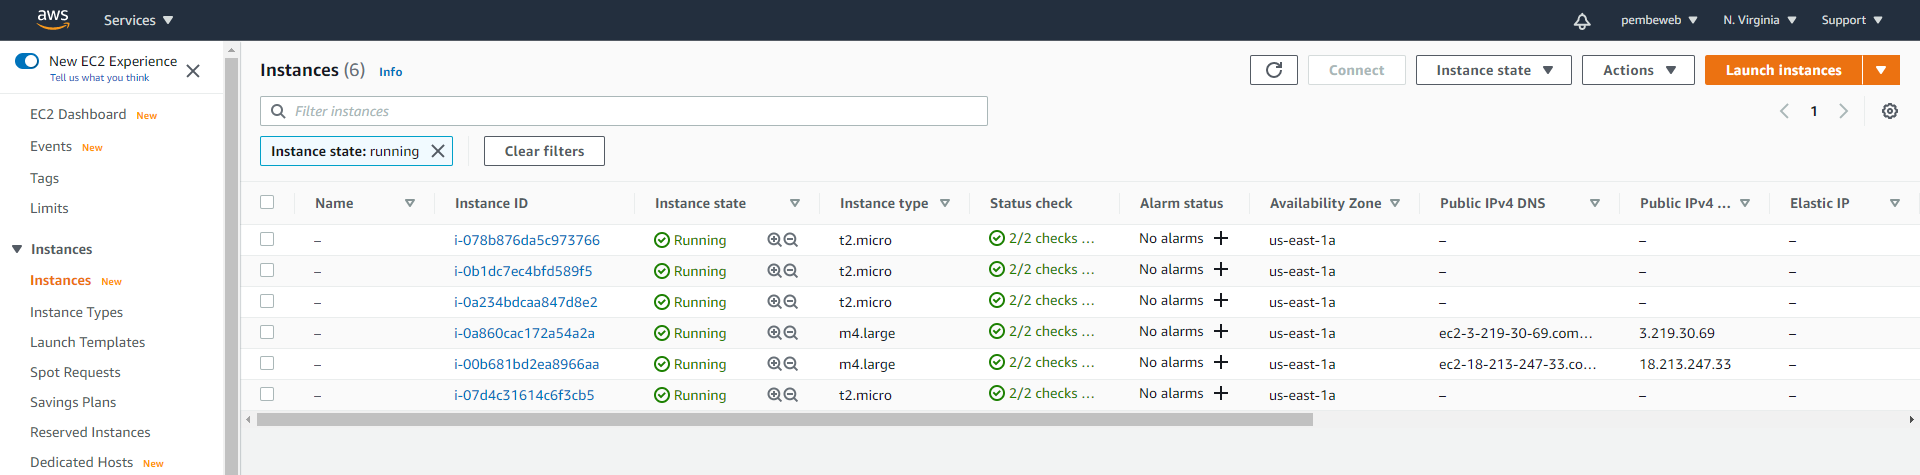 aws Services pembeweb N. Virginia Support
New EC2 Experience
Tell us what you think
EC2 Dashboard New
Events New
Tags
Limits
Instances
Instances New
Instance Types
Launch Templates
Spot Requests
Savings Plans
Reserved Instances
Dedicated Hosts New
Instances (6) Info Connect Instance state Actions Launch instances
Filter instances 1
Instance state: running Clear filters
Name Instance ID Instance state Instance type Status check Alarm status Availability Zone Public IPv4 DNS Public IPv4 ... Elastic IP
– i-078b876da5c973766 Running t2.micro 2/2 checks ... No alarms + us-east-1a – – –
– i-0b1dc7ec4bfd589f5 Running t2.micro 2/2 checks ... No alarms + us-east-1a – – –
– i-0a234bdcaa847d8e2 Running t2.micro 2/2 checks ... No alarms + us-east-1a – – –
– i-0a860cac172a54a2a Running m4.large 2/2 checks ... No alarms + us-east-1a ec2-3-219-30-69.com... 3.219.30.69 –
– i-00b681bd2ea8966aa Running m4.large 2/2 checks ... No alarms + us-east-1a ec2-18-213-247-33.co... 18.213.247.33 –
– i-07d4c31614c6f3cb5 Running t2.micro 2/2 checks ... No alarms + us-east-1a – – –